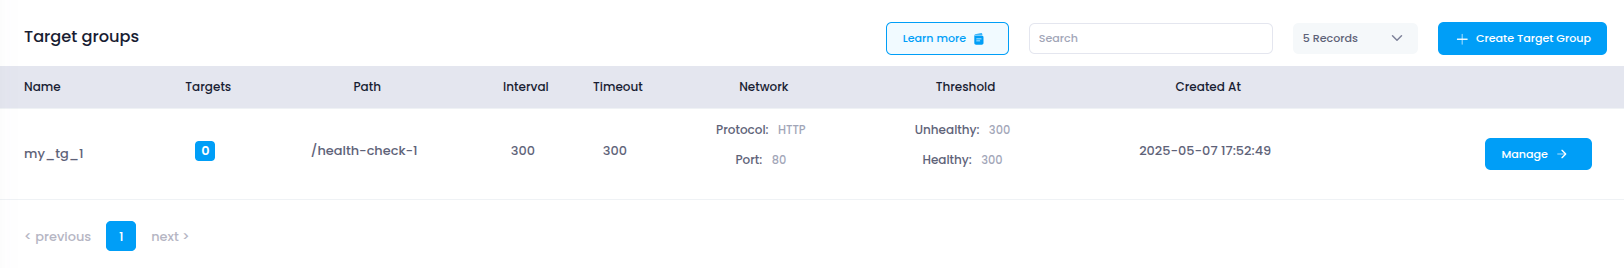 Target groups
Learn more
Search
5 Records
Create Target Group
Name Targets Path Interval Timeout Network Threshold Created At
my_tg_1 0 /health-check-1 300 300 Protocol: HTTP Unhealthy: 300 2025-05-07 17:52:49 Manage
Port: 80 Healthy: 300
< previous 1 next >